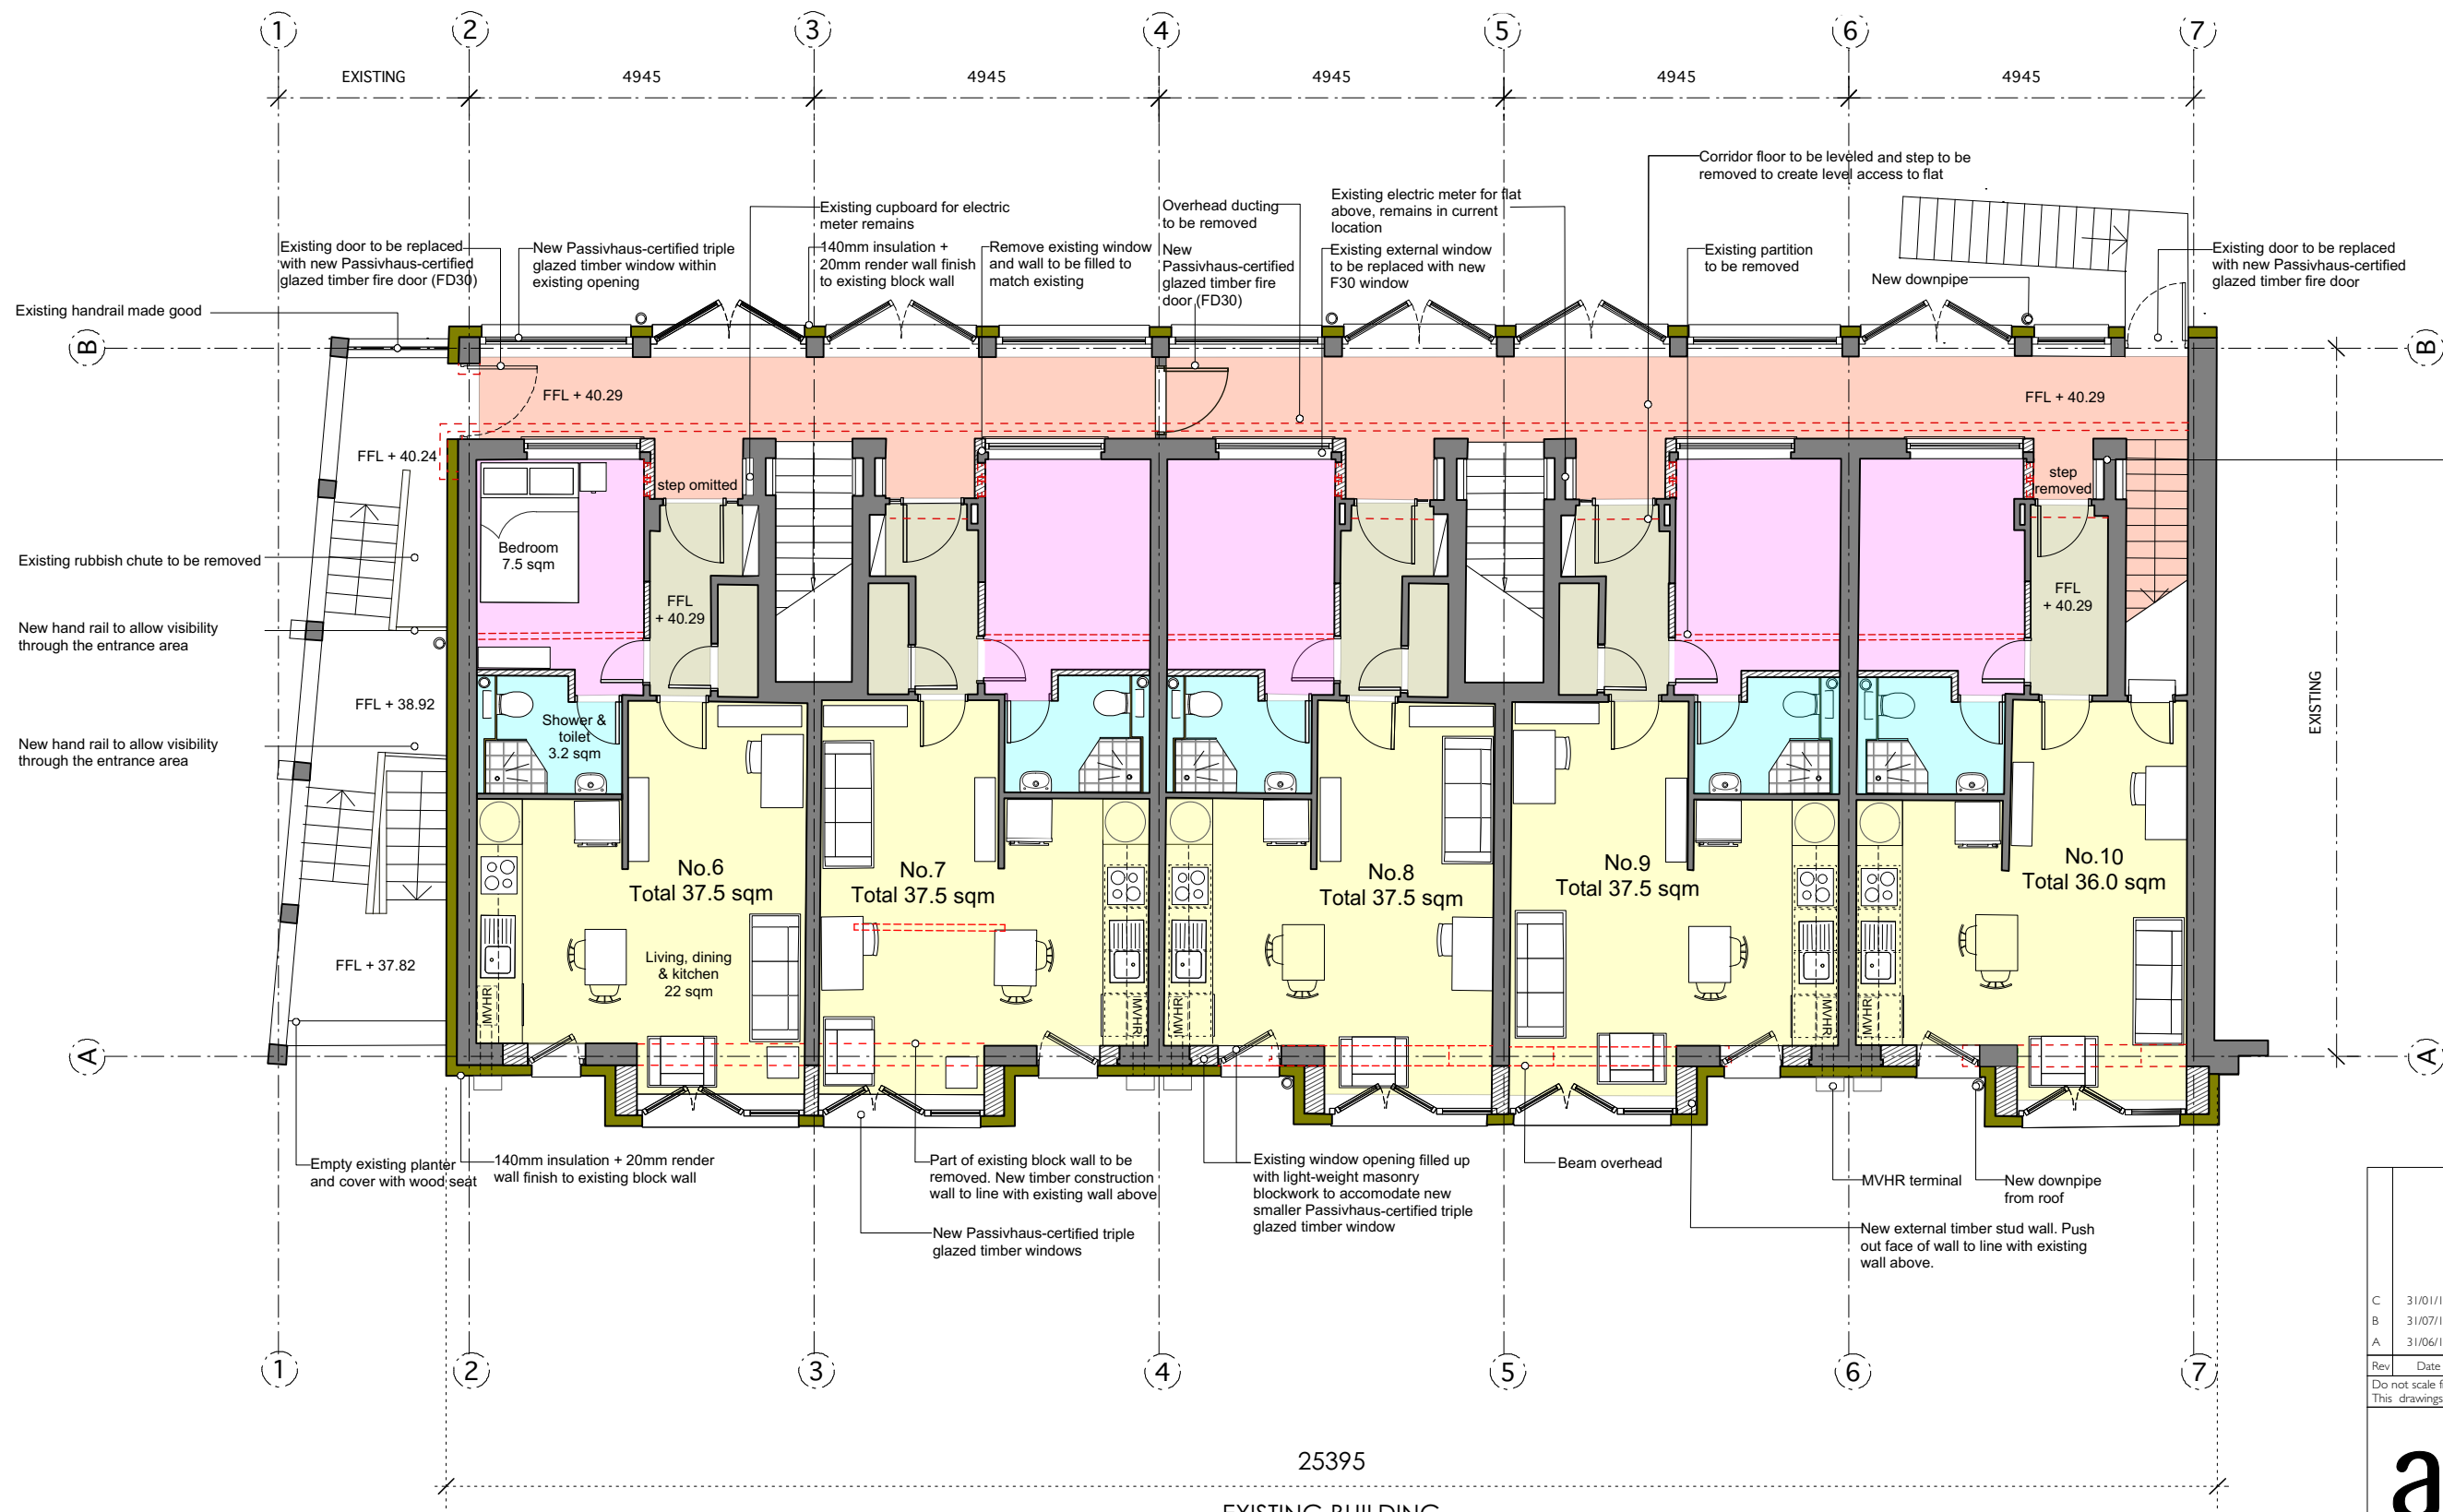 1
2
3
4
5
6
7
EXISTING
4945
4945
4945
4945
4945
Corridor floor to be leveled and step to be
removed to create level access to flat
Existing cupboard for electric
meter remains
Overhead ducting
to be removed
Existing electric meter for flat
above, remains in current
location
Existing door to be replaced
with new Passivhaus-certified
glazed timber fire door (FD30)
New Passivhaus-certified triple
glazed timber window within
existing opening
140mm insulation +
20mm render wall finish
to existing block wall
Remove existing window
and wall to be filled to
match existing
New
Passivhaus-certified
glazed timber fire
door (FD30)
Existing external window
to be replaced with new
F30 window
Existing partition
to be removed
New downpipe
Existing door to be replaced
with new Passivhaus-certified
glazed timber fire door
Existing handrail made good
B
B
FFL + 40.29
FFL + 40.29
FFL + 40.24
step omitted
step
removed
Existing rubbish chute to be removed
Bedroom
7.5 sqm
FFL
+ 40.29
FFL
+ 40.29
New hand rail to allow visibility
through the entrance area
FFL + 38.92
Shower &
toilet
3.2 sqm
EXISTING
New hand rail to allow visibility
through the entrance area
No.6
Total 37.5 sqm
No.7
Total 37.5 sqm
No.8
Total 37.5 sqm
No.9
Total 37.5 sqm
No.10
Total 36.0 sqm
FFL + 37.82
Living, dining
& kitchen
22 sqm
MVHR
MVHR
MVHR
MVHR
MVHR
A
A
Empty existing planter
and cover with wood seat
140mm insulation + 20mm render
wall finish to existing block wall
Part of existing block wall to be
removed. New timber construction
wall to line with existing wall above
New Passivhaus-certified triple
glazed timber windows
Existing window opening filled up
with light-weight masonry
blockwork to accomodate new
smaller Passivhaus-certified triple
glazed timber window
Beam overhead
MVHR terminal
New downpipe
from roof
New external timber stud wall. Push
out face of wall to line with existing
wall above.
1
2
3
4
5
6
7
C 31/01/1
B 31/07/1
A 31/06/1
Rev Date
Do not scale f
This drawings
a
25395
EXISTING BUILDING